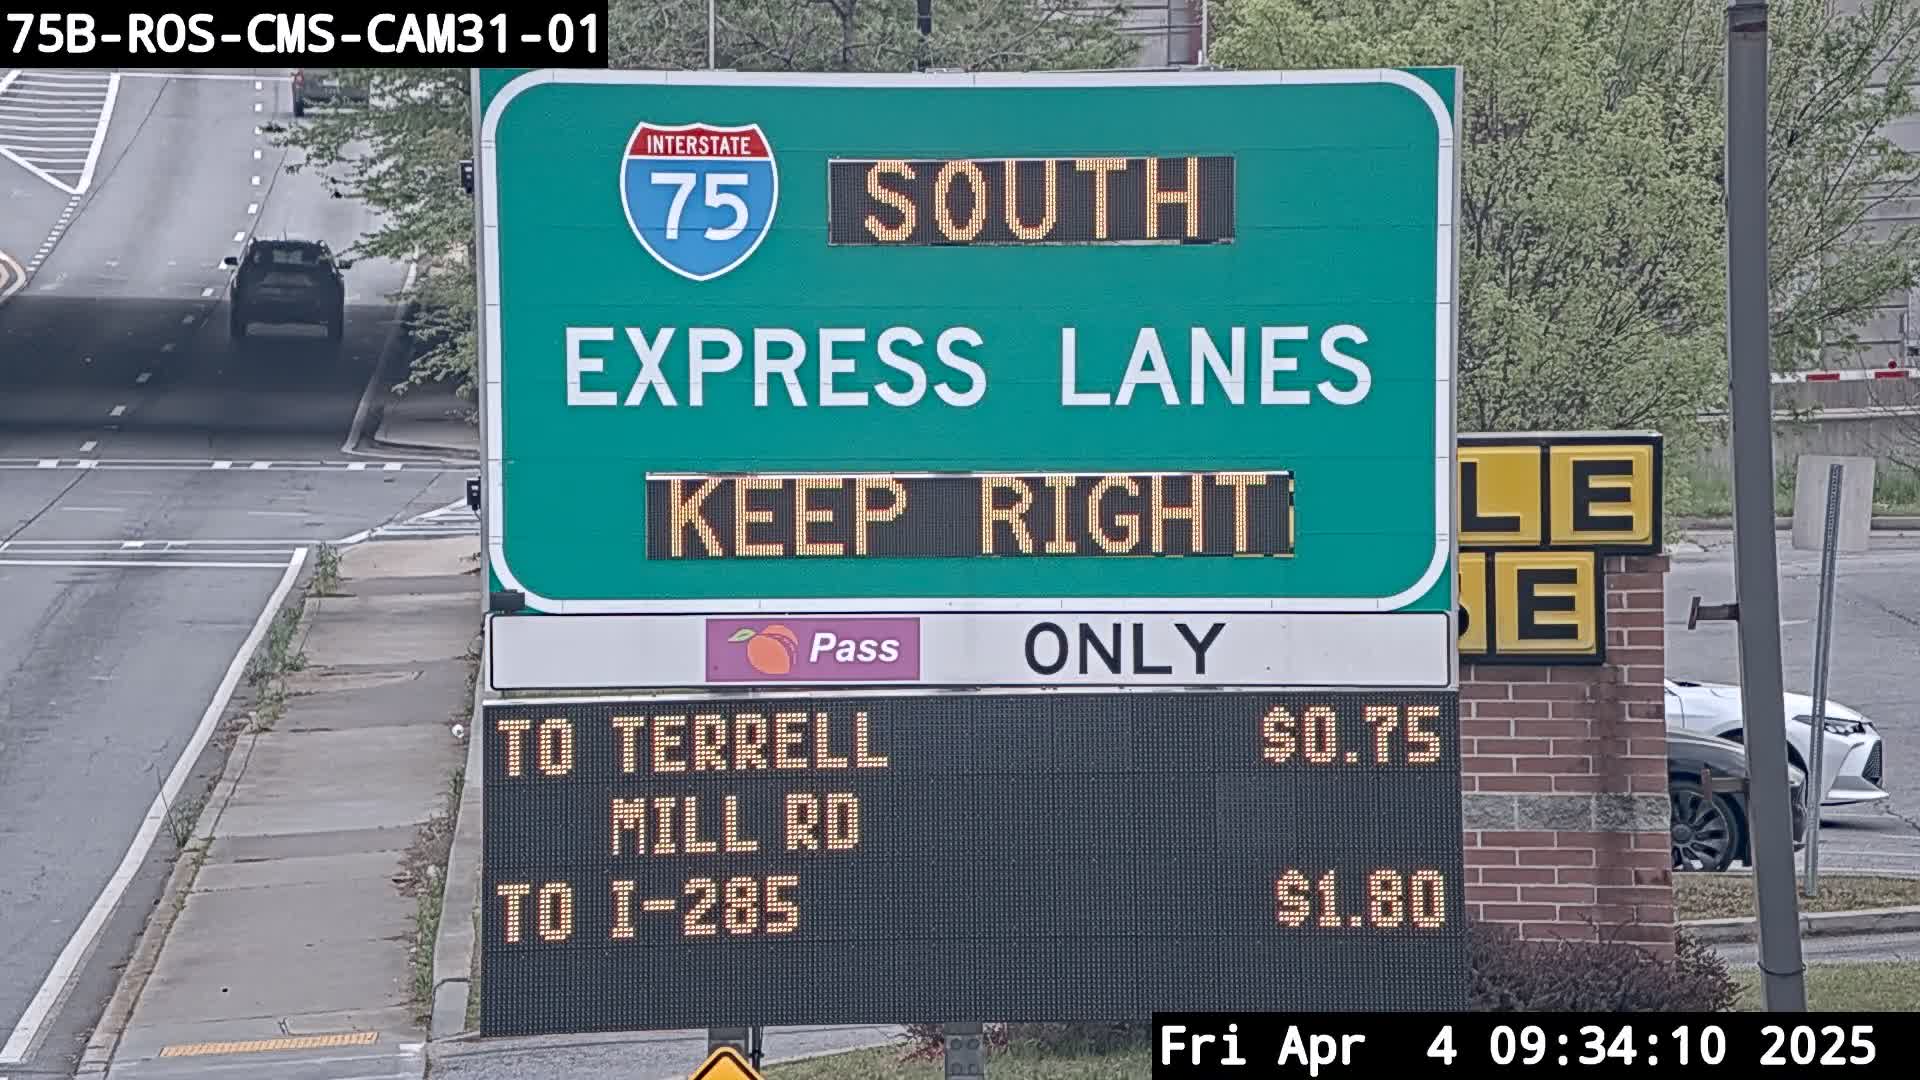 75B-ROS-CMS-CAM31-01
INTERSTATE
75
SOUTH
EXPRESS LANES
KEEP RIGHT
LE
E
Pass ONLY
TO TERRELL $0.75
MILL RD
TO I-285 $1.80
Fri Apr 4 09:34:10 2025